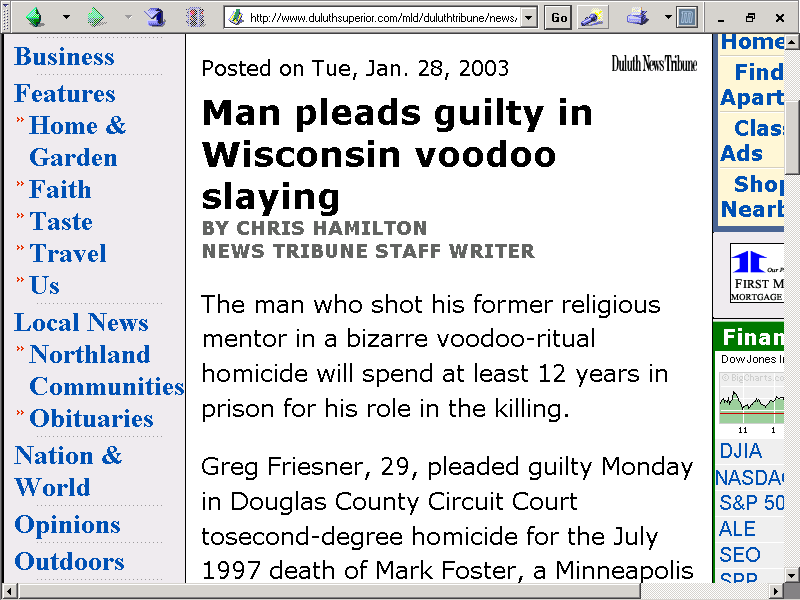 http://www.duluthsuperior.com/mld/duluthtribune/news/
Go
Business
Features
Home &
Garden
Faith
Taste
Travel
Us
Local News
Northland
Communities
Obituaries
Nation &
World
Opinions
Outdoors
Posted on Tue, Jan. 28, 2003
Duluth News Tribune
Man pleads guilty in
Wisconsin voodoo
slaying
BY CHRIS HAMILTON
NEWS TRIBUNE STAFF WRITER
The man who shot his former religious
mentor in a bizarre voodoo-ritual
homicide will spend at least 12 years in
prison for his role in the killing.
Greg Friesner, 29, pleaded guilty Monday
in Douglas County Circuit Court
tosecond-degree homicide for the July
1997 death of Mark Foster, a Minneapolis
Home
Find
Apart
Clas
Ads
Shop
Nearb
Our P
FIRST M
MORTGAGE
Finan
Dow Jones In
© BigCharts.co
11 1
DJIA
NASDAQ
S&P 50
ALE
SEO
SPP